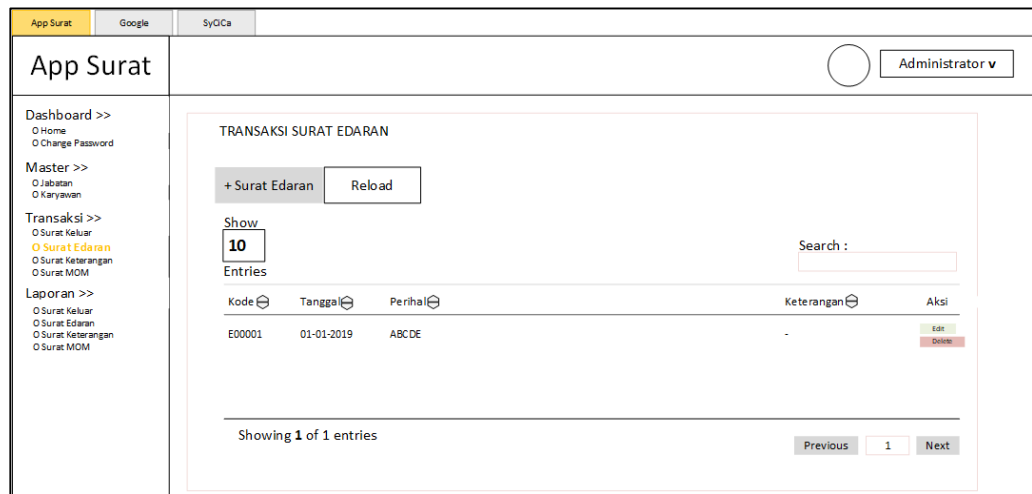 App Surat
Google
SyCiCa
App Surat
Administrator v
Dashboard >>
O Home
O Change Password
Master >>
O Jabatan
O Karyawan
Transaksi >>
O Surat Keluar
O Surat Edaran
O Surat Keterangan
O Surat MOM
Laporan >>
O Surat Keluar
O Surat Edaran
O Surat Keterangan
O Surat MOM
TRANSAKSI SURAT EDARAN
+ Surat Edaran Reload
Show
10
Entries
Search :
Kode Tanggal Perihal Keterangan Aksi
E00001 01-01-2019 ABCDE - Edit
Delete
Showing 1 of 1 entries
Previous 1 Next